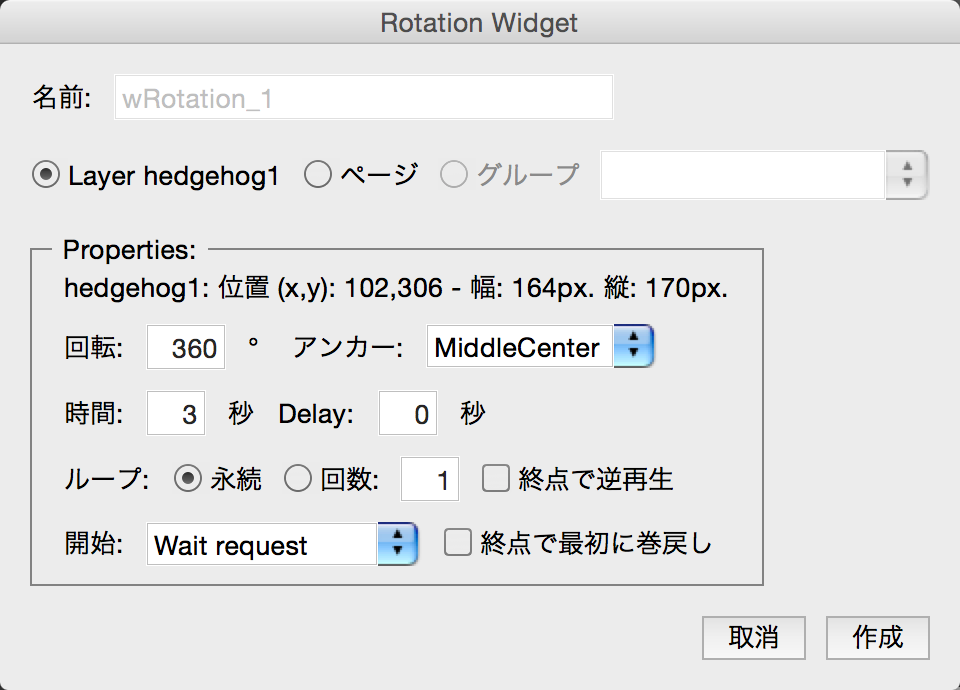 Rotation Widget
名前: wRotation_1
Layer hedgehog1 ページ グループ
Properties:
hedgehog1: 位置 (x,y): 102,306 - 幅: 164px. 縦: 170px.
回転: 360 ° アンカー: MiddleCenter
時間: 3 秒 Delay: 0 秒
ループ: 永続 回数: 1 終点で逆再生
開始: Wait request 終点で最初に巻戻し
取消 作成